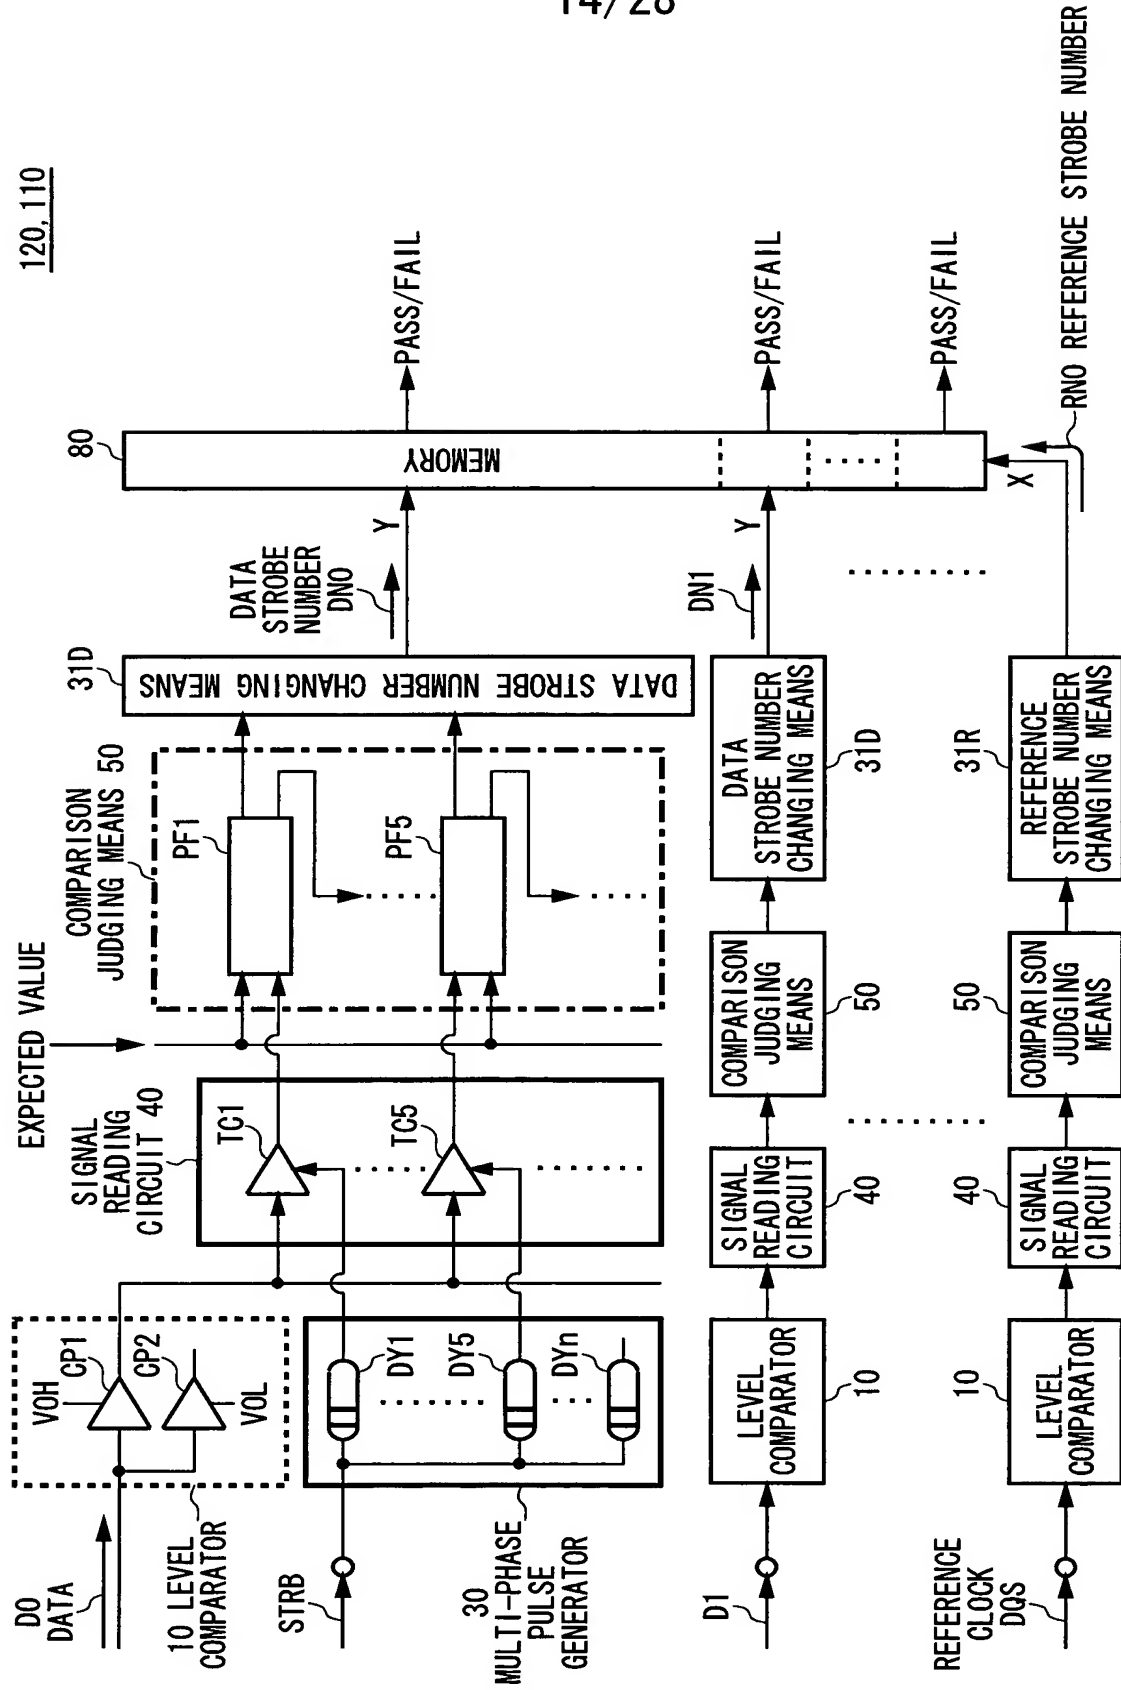 14/28
120, 110
D0
DATA
10 LEVEL
COMPARATOR
VOH
CP1
CP2
VOL
STRB
30
MULTI-PHASE
PULSE
GENERATOR
DY1
DY5
DYn
SIGNAL
READING
CIRCUIT 40
TC1
TC5
EXPECTED VALUE
COMPARISON
JUDGING MEANS 50
PF1
PF5
31D
DATA STROBE NUMBER CHANGING MEANS
DATA
STROBE
NUMBER
DN0
Y
80
MEMORY
PASS/FAIL
D1
LEVEL
COMPARATOR
10
SIGNAL
READING
CIRCUIT
40
COMPARISON
JUDGING
MEANS
50
DATA
STROBE NUMBER
CHANGING MEANS
31D
DN1
Y
PASS/FAIL
PASS/FAIL
REFERENCE
CLOCK
DQS
LEVEL
COMPARATOR
10
SIGNAL
READING
CIRCUIT
40
COMPARISON
JUDGING
MEANS
50
REFERENCE
STROBE NUMBER
CHANGING MEANS
31R
X
RN0 REFERENCE STROBE NUMBER